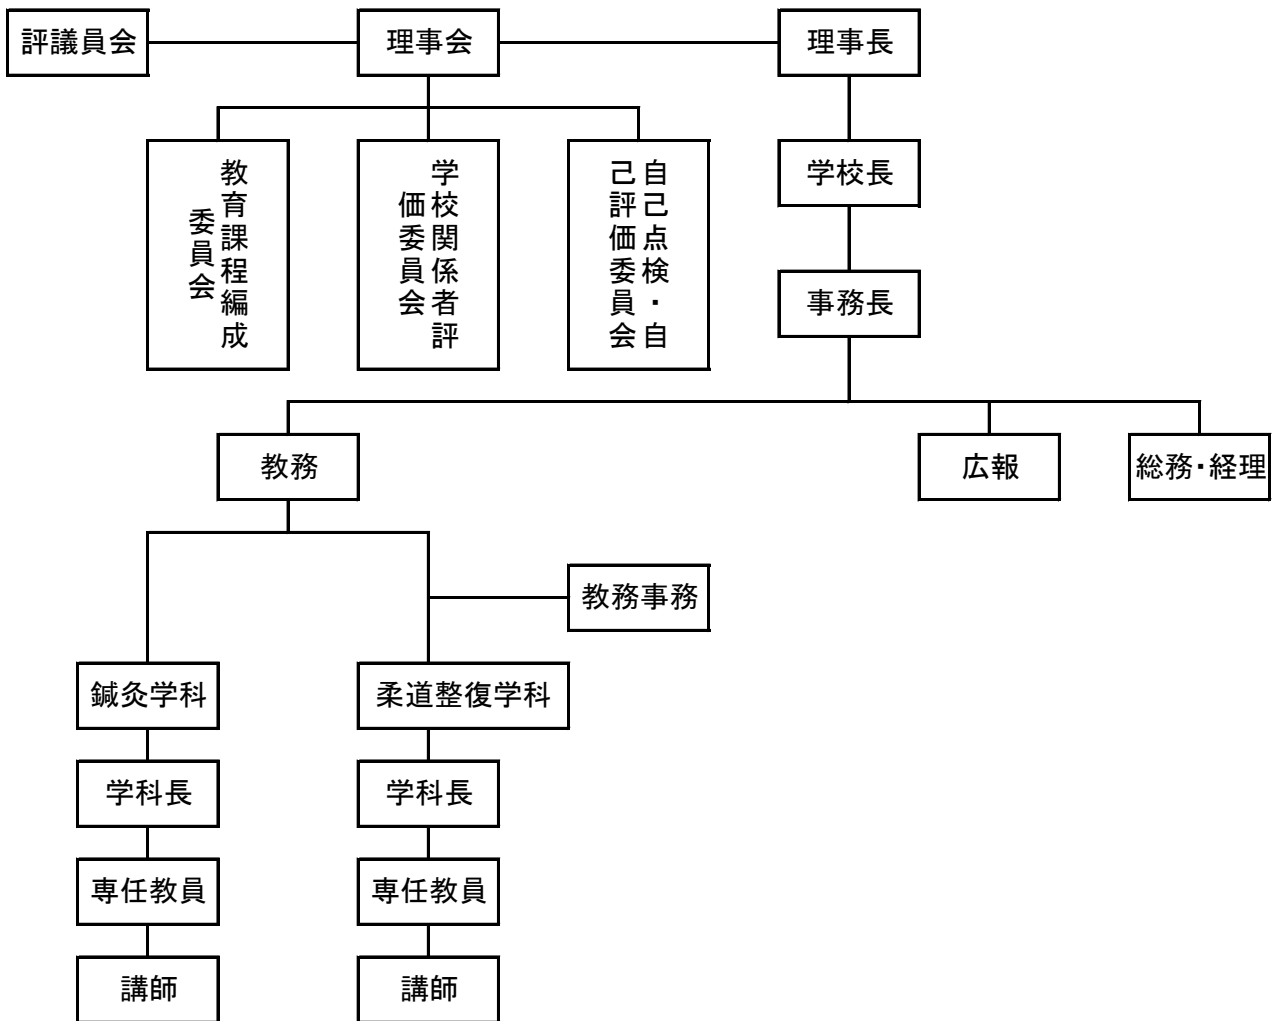 評議員会
理事会
理事長
教育課程編成
委員会
学校関係者評
価委員会
自己点検・自
己評価委員会
学校長
事務長
教務
広報
総務・経理
教務事務
鍼灸学科
柔道整復学科
学科長
学科長
専任教員
専任教員
講師
講師